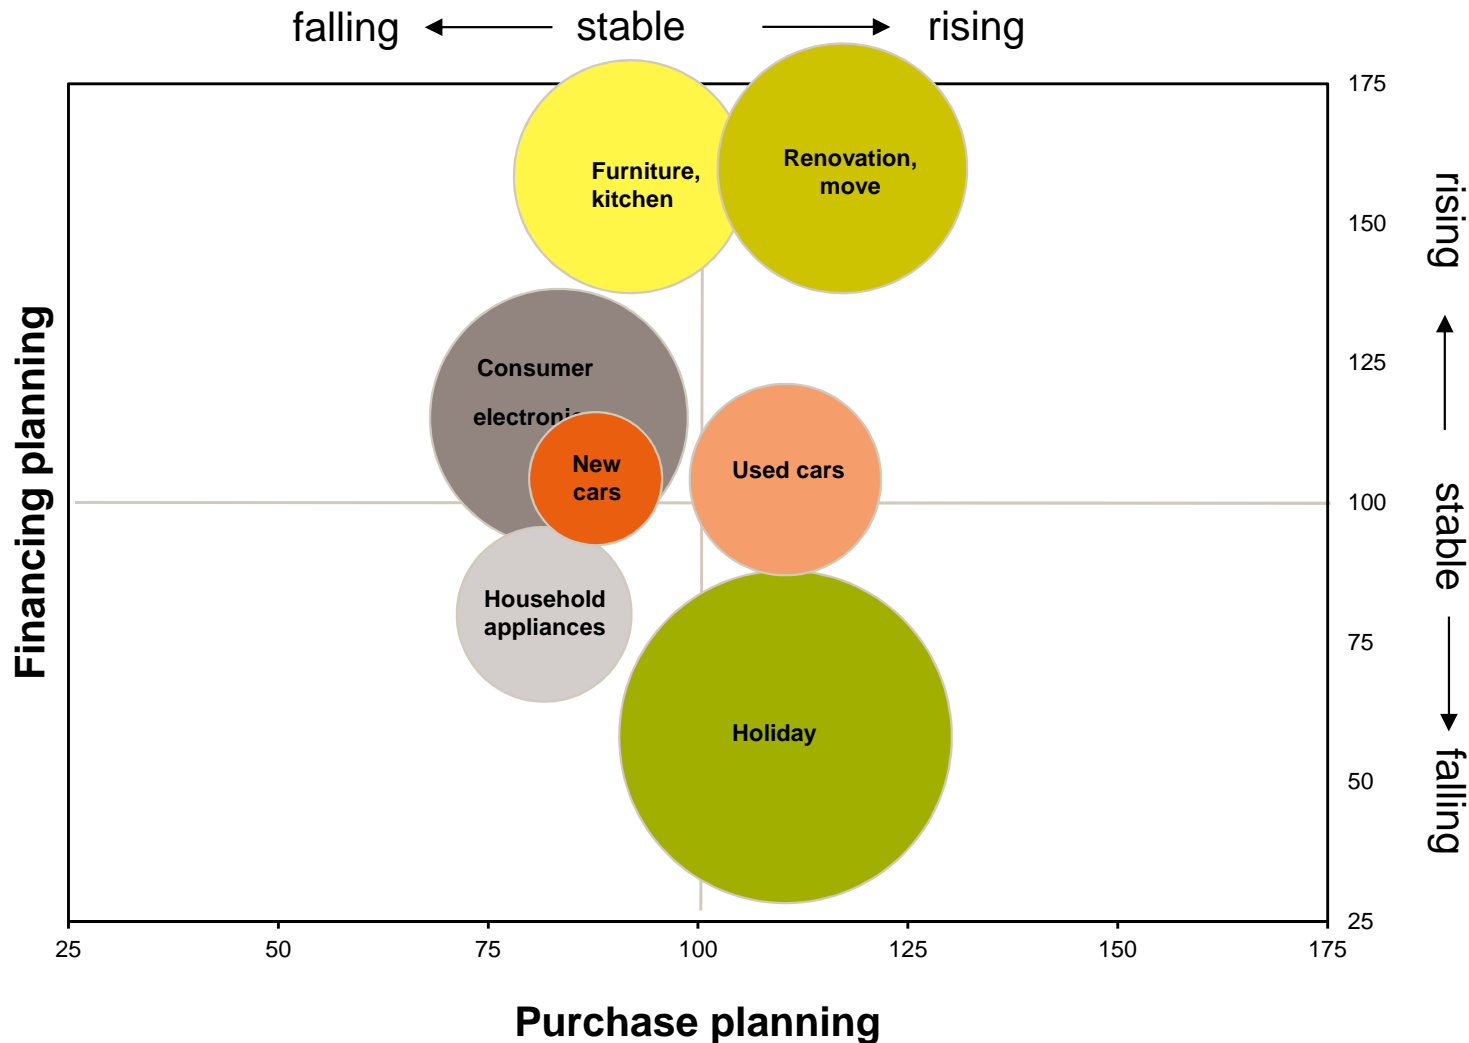 falling
stable
rising
175
150
125
100
75
50
25
rising
stable
falling
Financing planning
Furniture,
kitchen
Renovation,
move
Consumer
New
cars
Used cars
Household
appliances
Holiday
25
50
75
100
125
150
175
Purchase planning